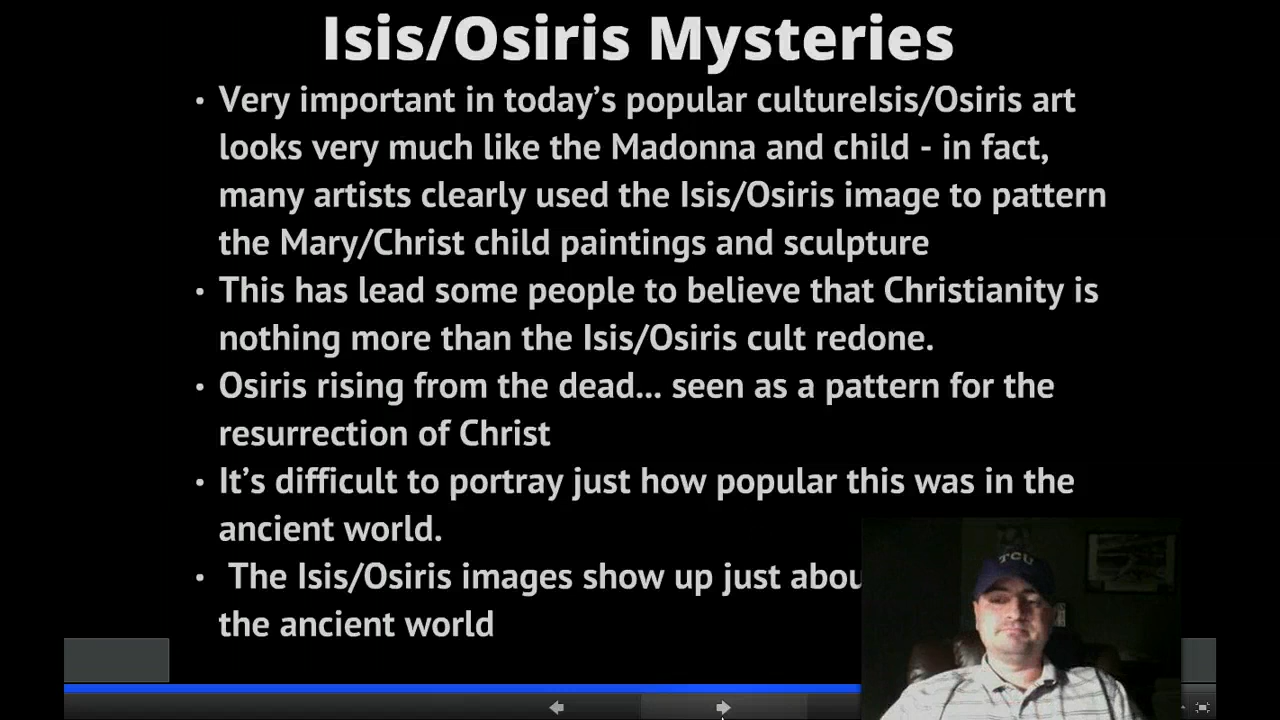 Isis/Osiris Mysteries
• Very important in today's popular cultureIsis/Osiris art
looks very much like the Madonna and child - in fact,
many artists clearly used the Isis/Osiris image to pattern
the Mary/Christ child paintings and sculpture
• This has lead some people to believe that Christianity is
nothing more than the Isis/Osiris cult redone.
• Osiris rising from the dead... seen as a pattern for the
resurrection of Christ
• It's difficult to portray just how popular this was in the
ancient world.
• The Isis/Osiris images show up just
the ancient world
TCU